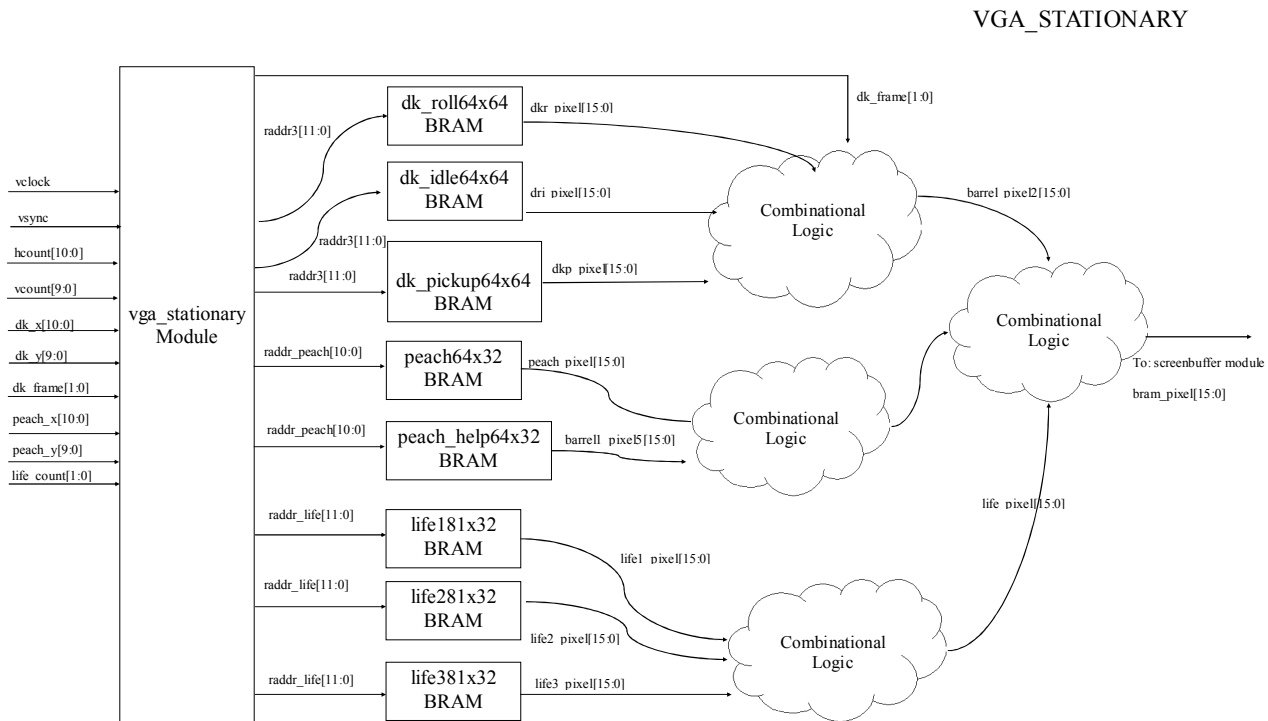 VGA_STATIONARY
vclock
vsync
hcount[10:0]
vcount[9:0]
dk_x[10:0]
dk_y[9:0]
dk_frame[1:0]
peach_x[10:0]
peach_y[9:0]
life_count[1:0]
vga_stationary
Module
raddr3[11:0]
raddr3[11:0]
raddr3[11:0]
raddr_peach[10:0]
raddr_peach[10:0]
raddr_life[11:0]
raddr_life[11:0]
raddr_life[11:0]
dk_roll64x64
BRAM
dk_idle64x64
BRAM
dk_pickup64x64
BRAM
peach64x32
BRAM
peach_help64x32
BRAM
life181x32
BRAM
life281x32
BRAM
life381x32
BRAM
dkr_pixel[15:0]
dri_pixel[15:0]
dkp_pixel[15:0]
peach_pixel[15:0]
barrel1_pixel5[15:0]
life1_pixel[15:0]
life2_pixel[15:0]
life3_pixel[15:0]
dk_frame[1:0]
Combinational
Logic
Combinational
Logic
Combinational
Logic
barrel_pixel2[15:0]
life_pixel[15:0]
Combinational
Logic
To: screenbuffer module
bram_pixel[15:0]